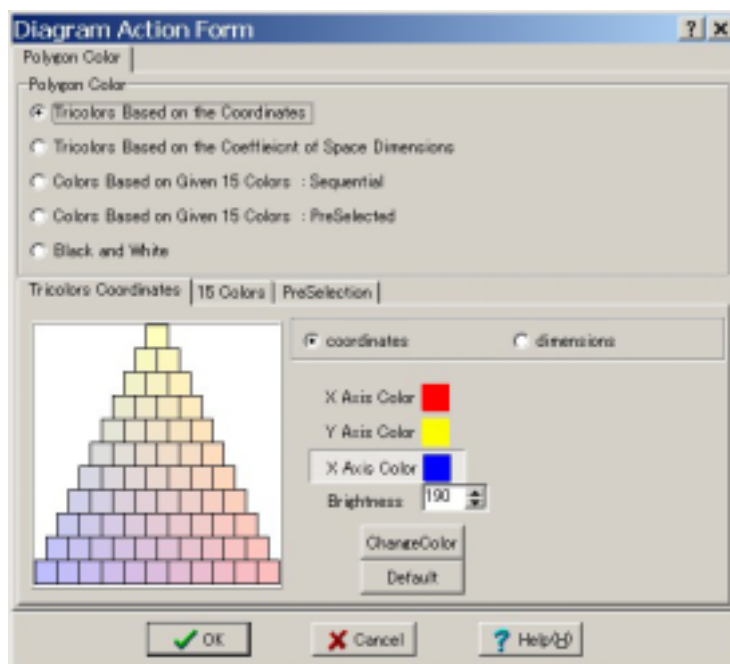 Diagram Action Form
Polygon Color
Polygon Color
Tricolors Based on the Coordinates
Tricolors Based on the Coeffieicnt of Space Dimensions
Colors Based on Given 15 Colors : Sequential
Colors Based on Given 15 Colors : PreSelected
Black and White
Tricolors Coordinates 15 Colors PreSelection
coordinates dimensions
X Axis Color
Y Axis Color
X Axis Color
Brightness 190
ChangeColor
Default
OK Cancel ? Help(H)